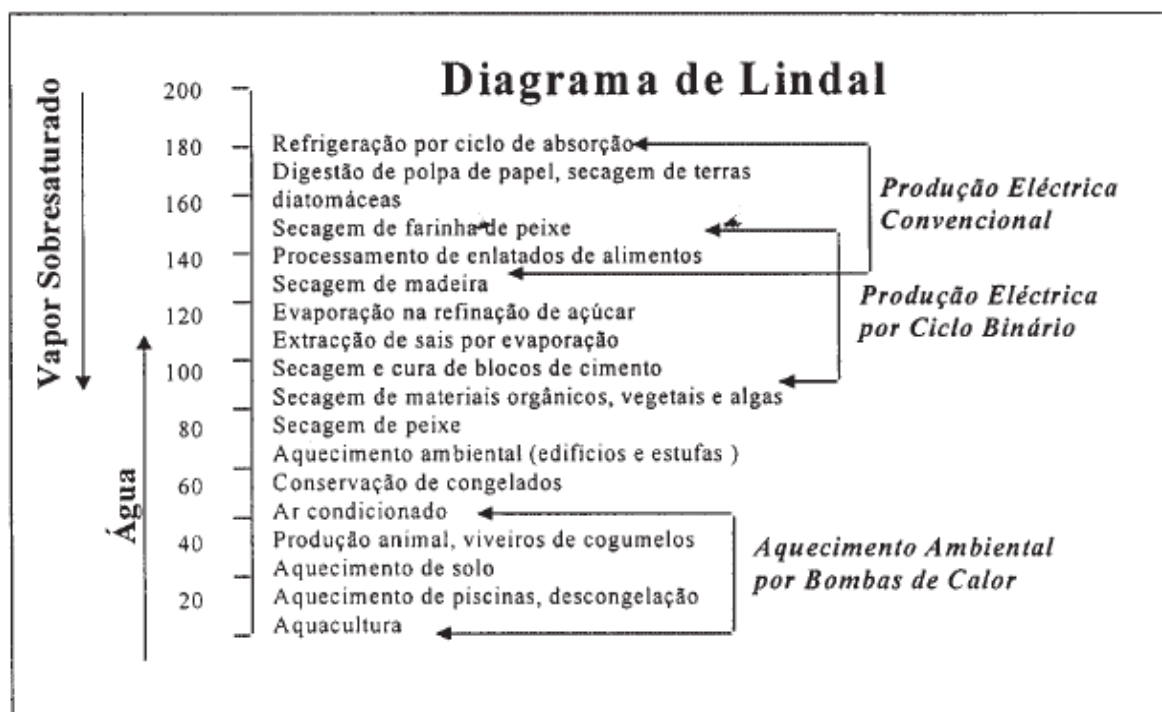 Diagrama de Lindal
Vapor Sobresaturado
Água
200
180
160
140
120
100
80
60
40
20
Refrigeração por ciclo de absorção
Digestão de polpa de papel, secagem de terras
diatomáceas
Secagem de farinha de peixe
Processamento de enlatados de alimentos
Secagem de madeira
Evaporação na refinação de açúcar
Extracção de sais por evaporação
Secagem e cura de blocos de cimento
Secagem de materiais orgânicos, vegetais e algas
Secagem de peixe
Aquecimento ambiental (edifícios e estufas )
Conservação de congelados
Ar condicionado
Produção animal, viveiros de cogumelos
Aquecimento de solo
Aquecimento de piscinas, descongelação
Aquacultura
Produção Eléctrica
Convencional
Produção Eléctrica
por Ciclo Binário
Aquecimento Ambiental
por Bombas de Calor